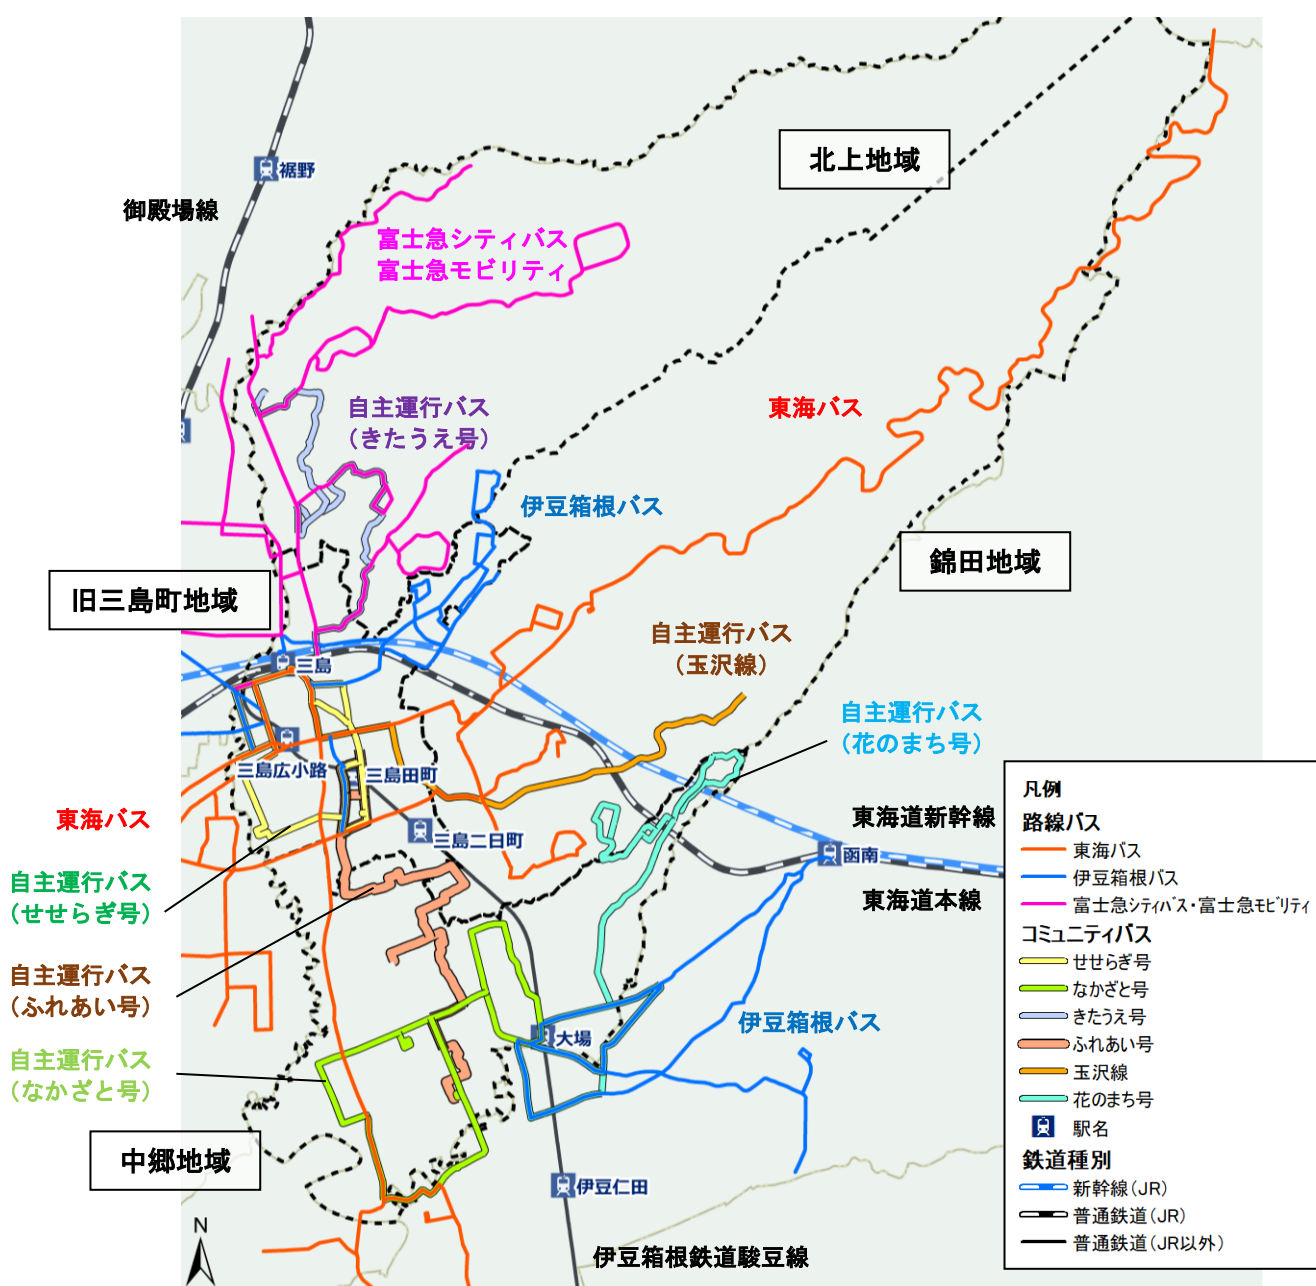 北上地域
裾野
御殿場線
富士急シティバス
富士急モビリティ
自主運行バス
（きたうえ号）
東海バス
伊豆箱根バス
錦田地域
旧三島町地域
自主運行バス
（玉沢線）
三島
自主運行バス
（花のまち号）
三島広小路
三島田町
東海バス
三島二日町
東海道新幹線
函南
東海道本線
自主運行バス
（せせらぎ号）
自主運行バス
（ふれあい号）
伊豆箱根バス
大場
自主運行バス
（なかざと号）
中郷地域
伊豆仁田
N
伊豆箱根鉄道駿豆線
凡例
路線バス
東海バス
伊豆箱根バス
富士急ｼﾃｨﾊﾞｽ・富士急ﾓﾋﾞﾘﾃｨ
コミュニティバス
せせらぎ号
なかざと号
きたうえ号
ふれあい号
玉沢線
花のまち号
駅名
鉄道種別
新幹線（JR）
普通鉄道（JR）
普通鉄道（JR以外）